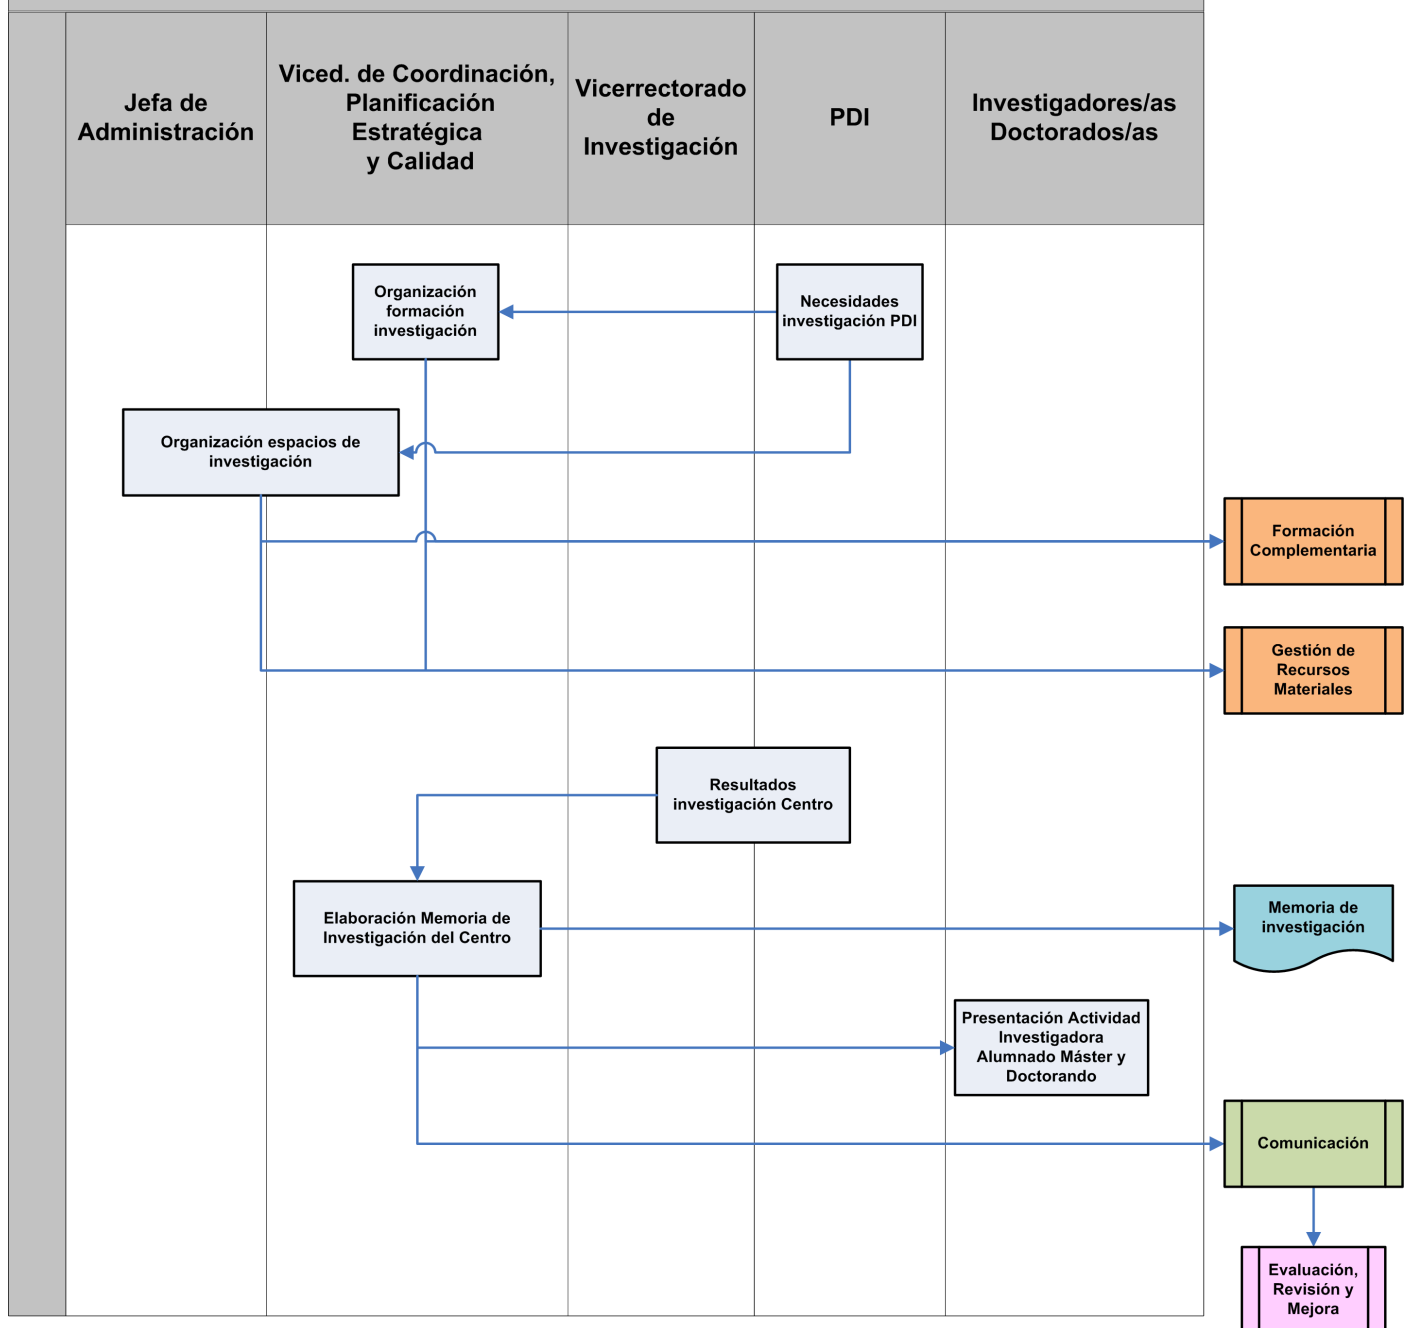 Jefa de
Administración
Viced. de Coordinación,
Planificación
Estratégica
y Calidad
Vicerrectorado
de
Investigación
PDI
Investigadores/as
Doctorados/as
Organización
formación
investigación
Necesidades
investigación PDI
Organización espacios de
investigación
Formación
Complementaria
Gestión de
Recursos
Materiales
Resultados
investigación Centro
Elaboración Memoria de
Investigación del Centro
Memoria de
investigación
Presentación Actividad
Investigadora
Alumnado Máster y
Doctorando
Comunicación
Evaluación,
Revisión y
Mejora